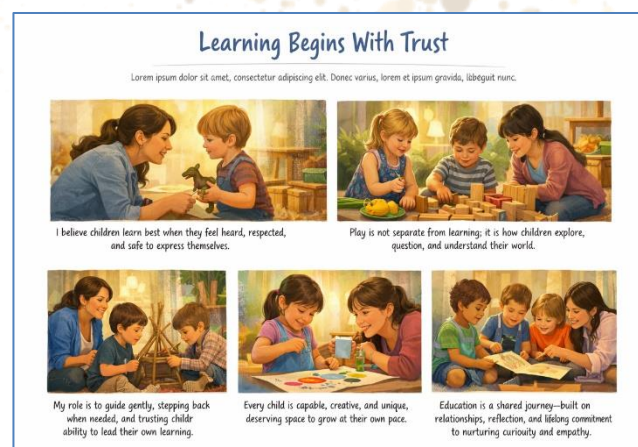 Learning Begins With Trust
Lorem ipsum dolor sit amet, consectetur adipiscing elit. Donec varius, lorem et ipsum gravida, libeguit nunc.
I believe children learn best when they feel heard, respected,
and safe to express themselves.
Play is not separate from learning; it is how children explore,
question, and understand their world.
My role is to guide gently, stepping back
when needed, and trusting childr
ability to lead their own learning.
Every child is capable, creative, and unique,
deserving space to grow at their own pace.
Education is a shared journey—built on
relationships, reflection, and lifelong commitment
to nurturing curiouity and empathy.